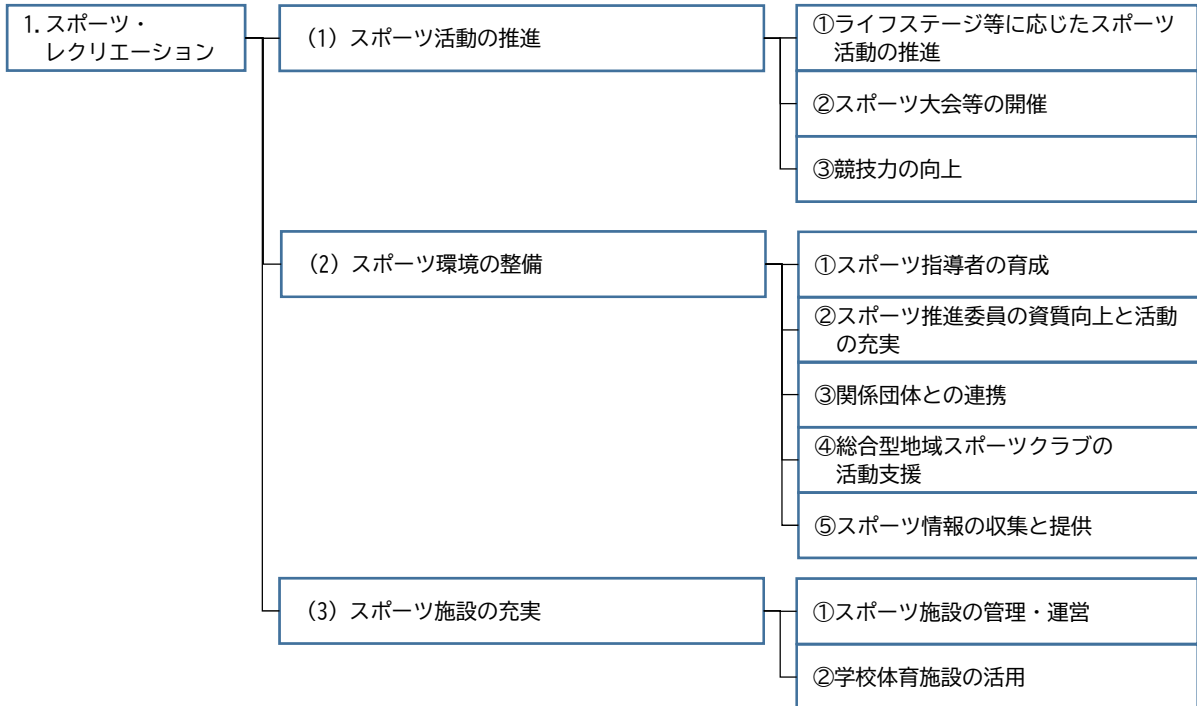 1. スポーツ・
レクリエーション
(1) スポーツ活動の推進
①ライフステージ等に応じたスポーツ
活動の推進
②スポーツ大会等の開催
③競技力の向上
(2) スポーツ環境の整備
①スポーツ指導者の育成
②スポーツ推進委員の資質向上と活動
の充実
③関係団体との連携
④総合型地域スポーツクラブの
活動支援
⑤スポーツ情報の収集と提供
(3) スポーツ施設の充実
①スポーツ施設の管理・運営
②学校体育施設の活用